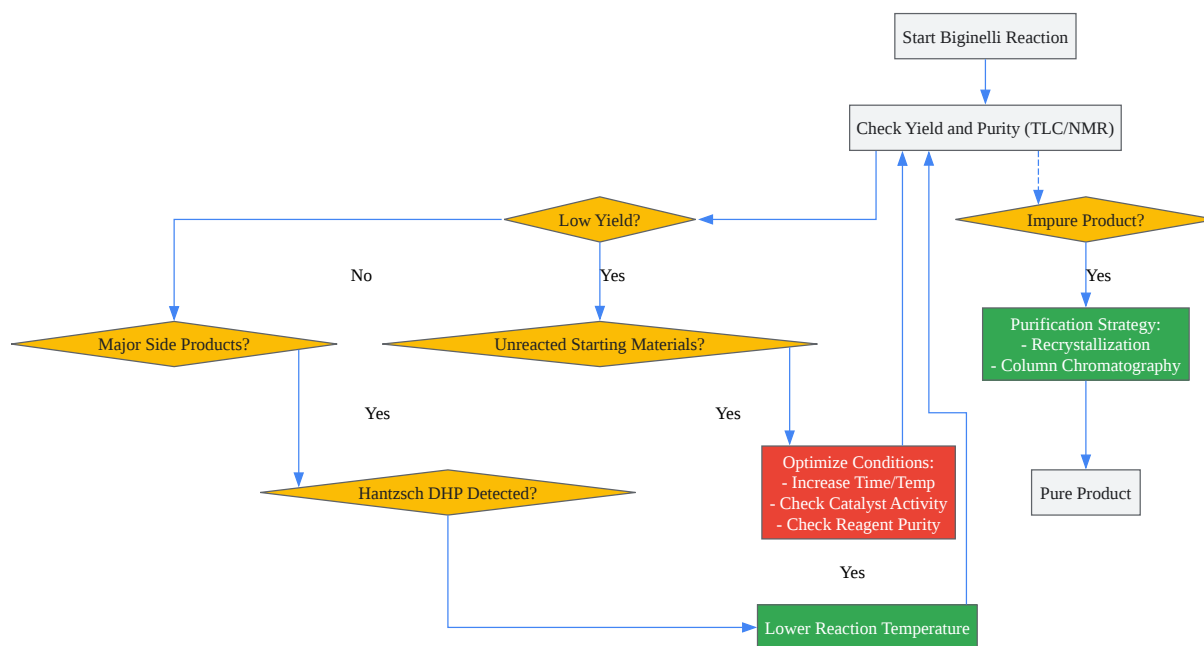 Start Biginelli Reaction
Check Yield and Purity (TLC/NMR)
Low Yield?
Impure Product?
No
Yes
Yes
Major Side Products?
Unreacted Starting Materials?
Purification Strategy:
- Recrystallization
- Column Chromatography
Yes
Yes
Optimize Conditions:
- Increase Time/Temp
- Check Catalyst Activity
- Check Reagent Purity
Hantzsch DHP Detected?
Pure Product
Yes
Lower Reaction Temperature